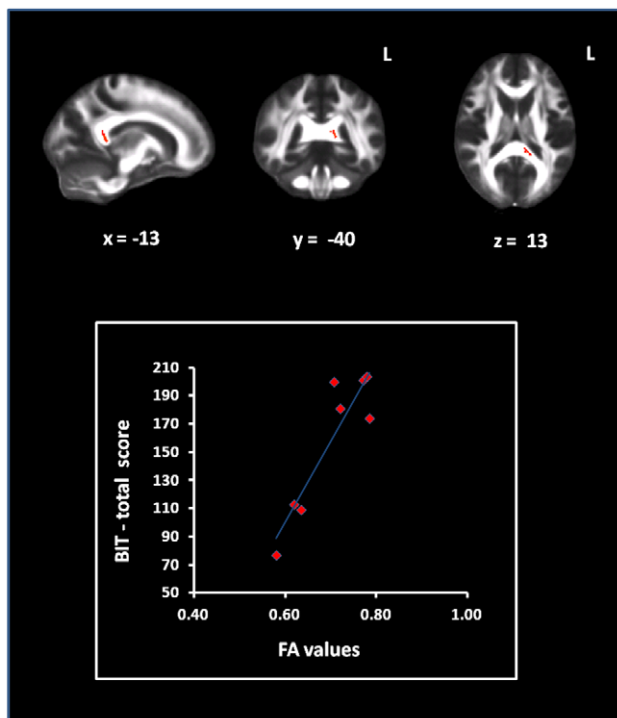 L
L
x = -13
y = -40
z = 13
BIT - total score
210
190
170
150
130
110
90
70
50
0.40
0.60
0.80
1.00
FA values